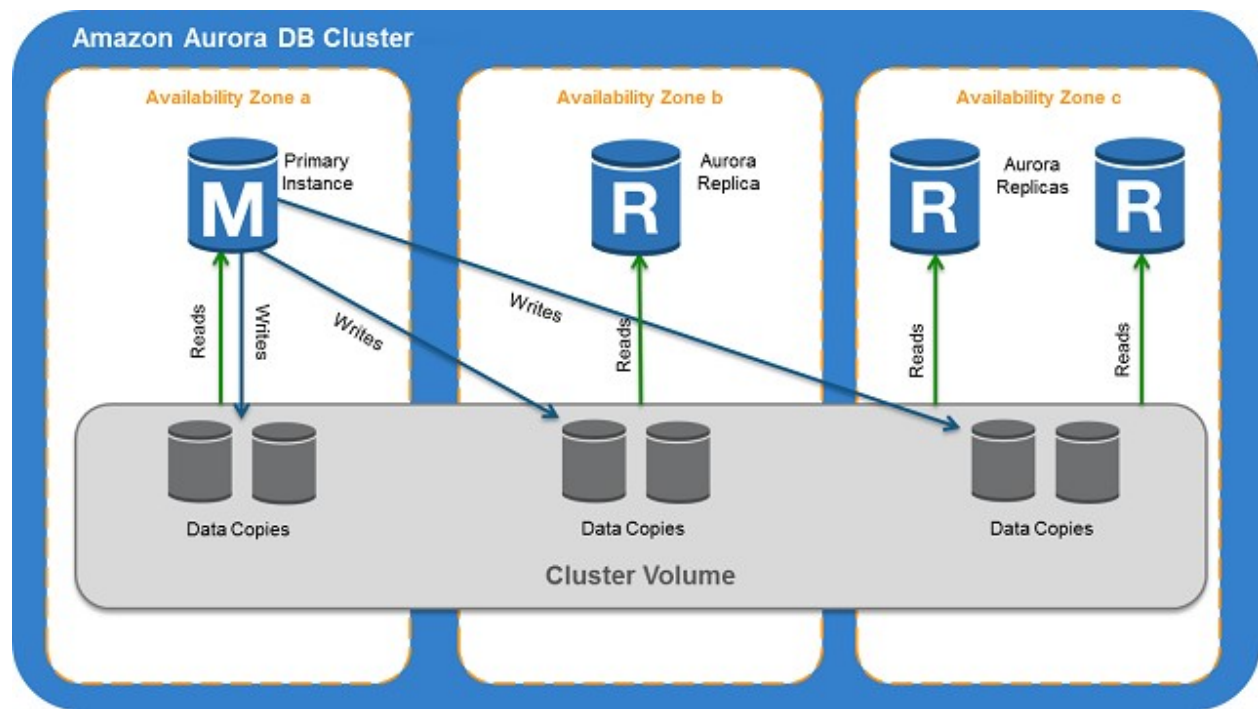 Amazon Aurora DB Cluster
Availability Zone a
Availability Zone b
Availability Zone c
M
Primary
Instance
R
Aurora
Replica
R
Aurora
Replicas
R
Reads
Writes
Writes
Reads
Writes
Reads
Reads
Data Copies
Data Copies
Data Copies
Cluster Volume